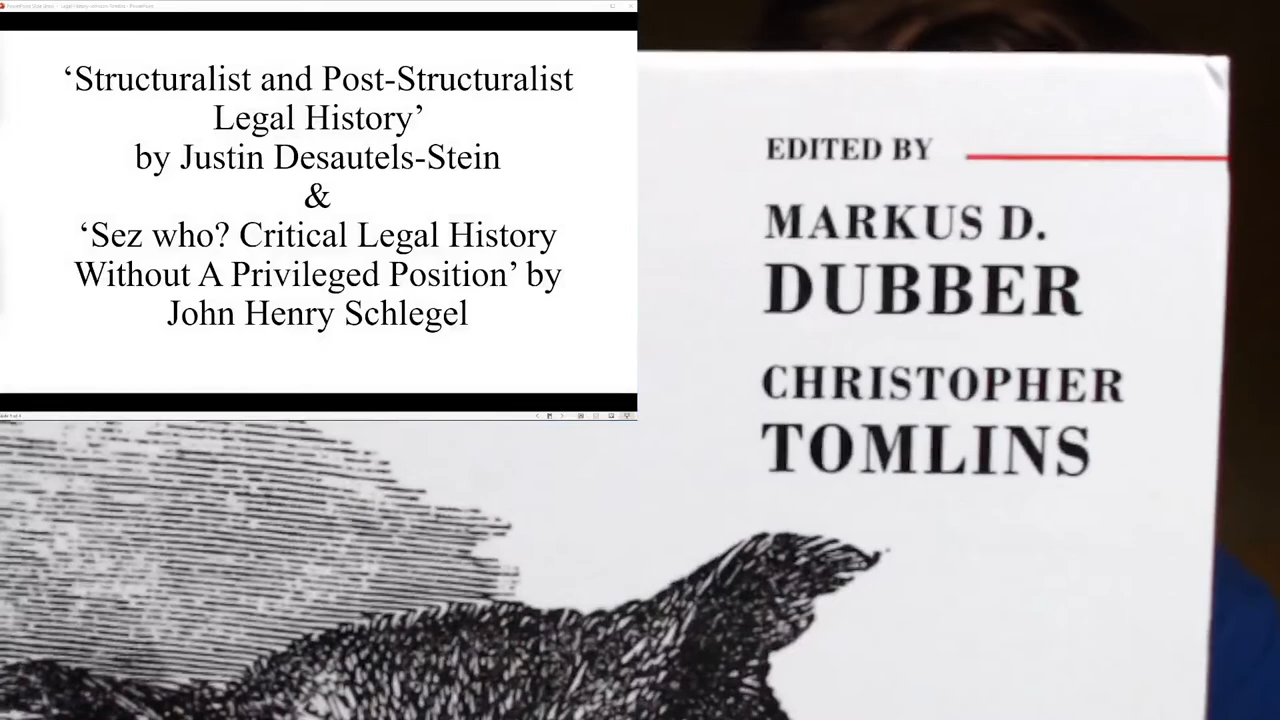 ‘Structuralist and Post-Structuralist
Legal History’
by Justin Desautels-Stein
&
‘Sez who? Critical Legal History
Without A Privileged Position’ by
John Henry Schlegel
EDITED BY
MARKUS D.
DUBBER
CHRISTOPHER
TOMLINS